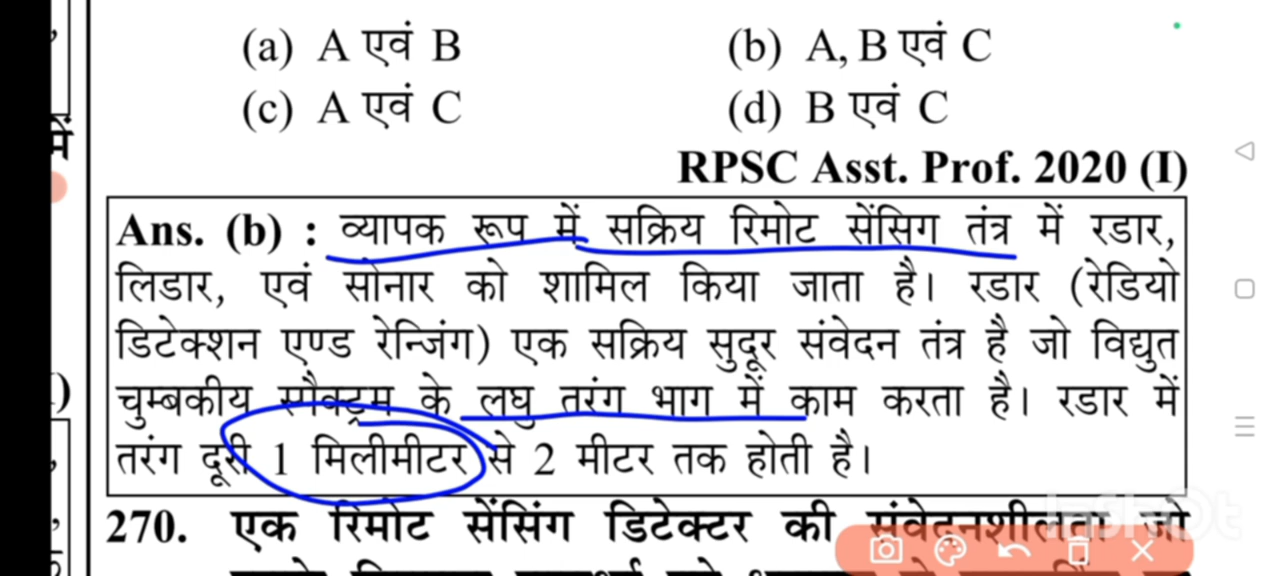 (a) A एवं B (b) A, B एवं C
(c) A एवं C (d) B एवं C
में
RPSC Asst. Prof. 2020 (I)
Ans. (b) : व्यापक रूप में सक्रिय रिमोट सेंसिग तंत्र में रडार,
लिडार, एवं सोनार को शामिल किया जाता है। रडार (रेडियो
डिटेक्शन एण्ड रेन्जिंग) एक सक्रिय सुदूर संवेदन तंत्र है जो विद्युत
चुम्बकीय स्पैक्ट्रम के लघु तरंग भाग में काम करता है। रडार में
तरंग दूरी 1 मिलीमीटर से 2 मीटर तक होती है।
270. एक रिमोट सेंसिंग डिटेक्टर की संवेदनशीलता जो